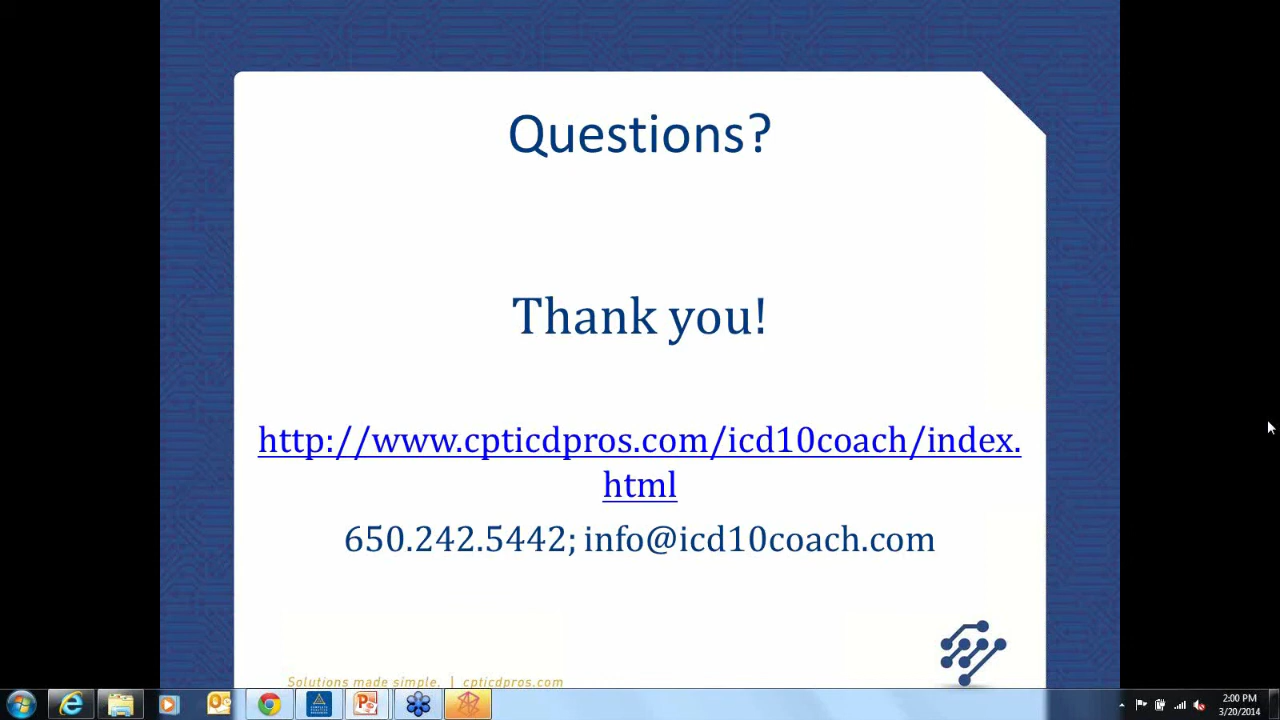 Questions?
Thank you!
http://www.cpticdpros.com/icd10coach/index.
html
650.242.5442; info@icd10coach.com
Solutions made simple. | cpticdpros.com
2:00 PM
3/20/2014